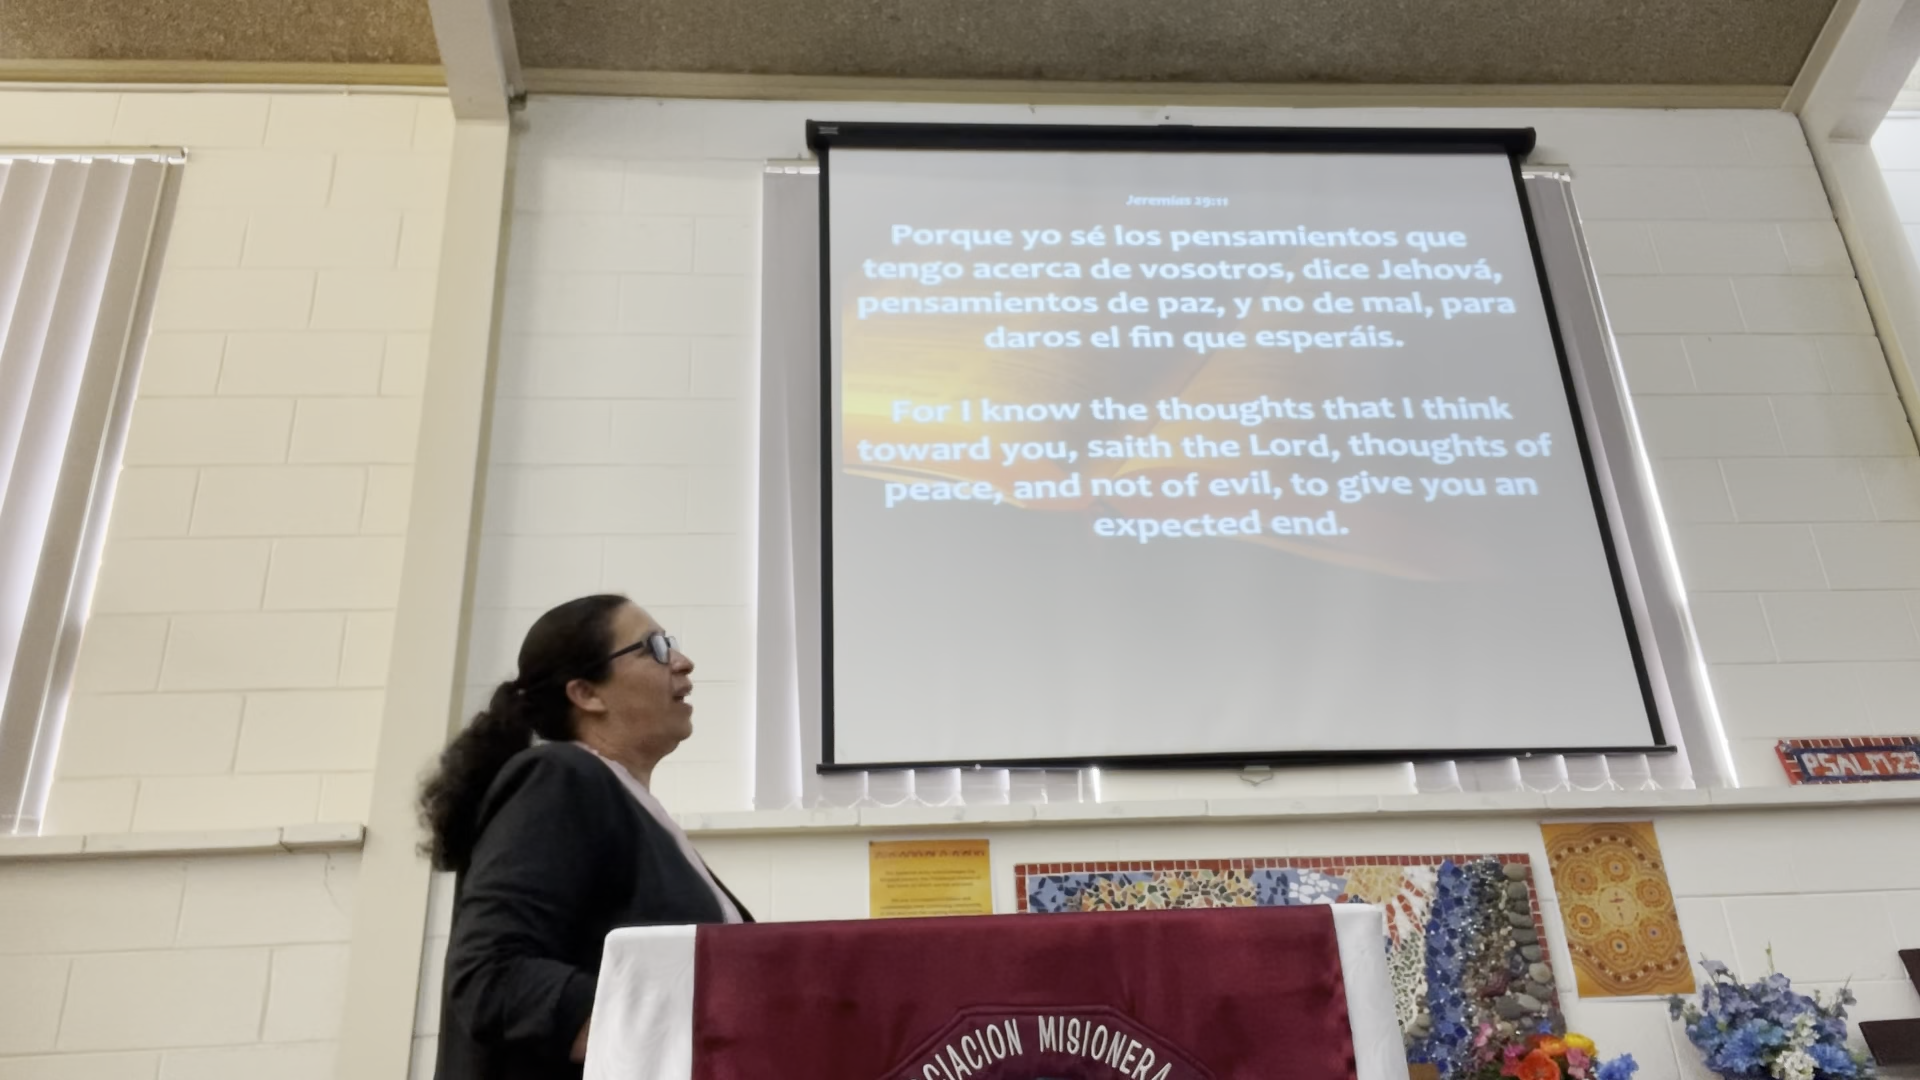 Jeremías 29:11
Porque yo sé los pensamientos que
tengo acerca de vosotros, dice Jehová,
pensamientos de paz, y no de mal, para
daros el fin que esperáis.
For I know the thoughts that I think
toward you, saith the Lord, thoughts of
peace, and not of evil, to give you an
expected end.
PSALM 23
CIACION MISIONERA